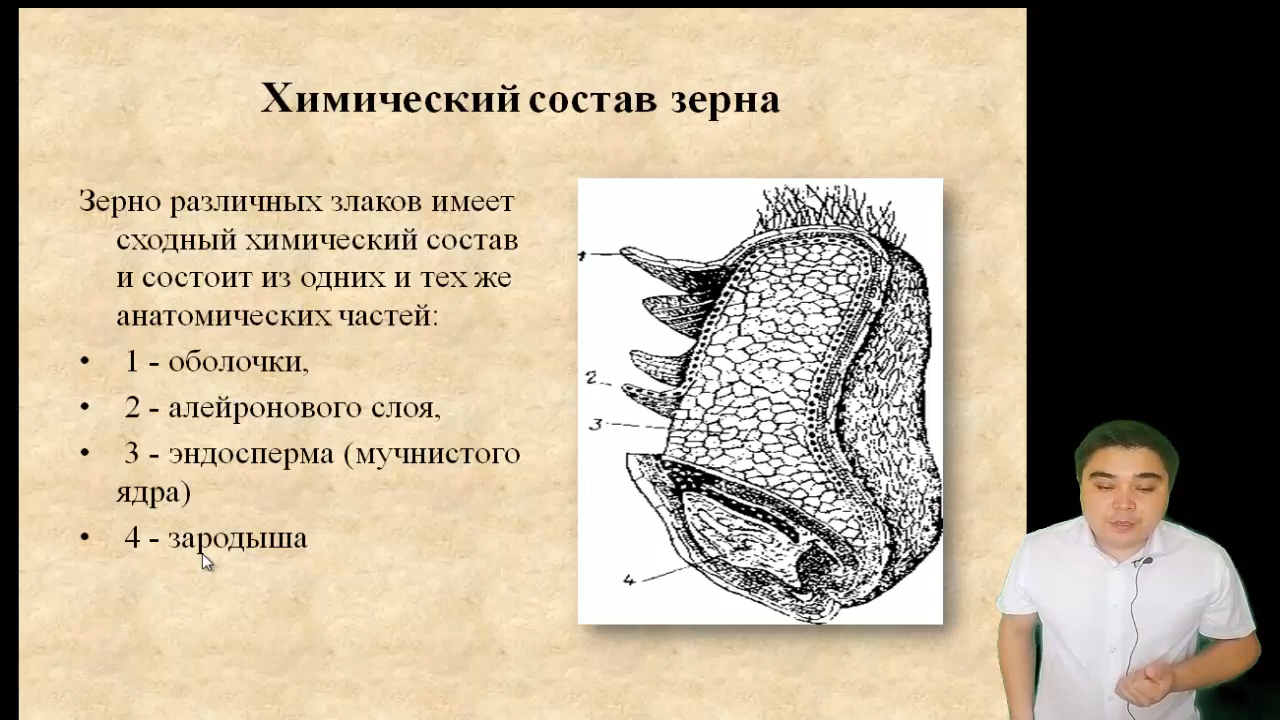 Химический состав зерна
Зерно различных злаков имеет
сходный химический состав
и состоит из одних и тех же
анатомических частей:
• 1 - оболочки,
• 2 - алейронового слоя,
• 3 - эндосперма (мучнистого
ядра)
• 4 - зародыша
1
2
3
4